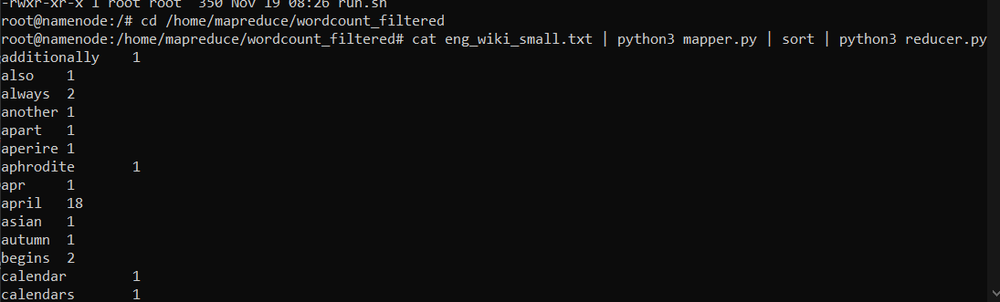 -rwxr-xr-x 1 root root  350 Nov 19 08:26 run.sh
root@namenode:/# cd /home/mapreduce/wordcount_filtered
root@namenode:/home/mapreduce/wordcount_filtered# cat eng_wiki_small.txt | python3 mapper.py | sort | python3 reducer.py
additionally	1
also	1
always	2
another	1
apart	1
aperire	1
aphrodite	1
apr	1
april	18
asian	1
autumn	1
begins	2
calendar	1
calendars	1